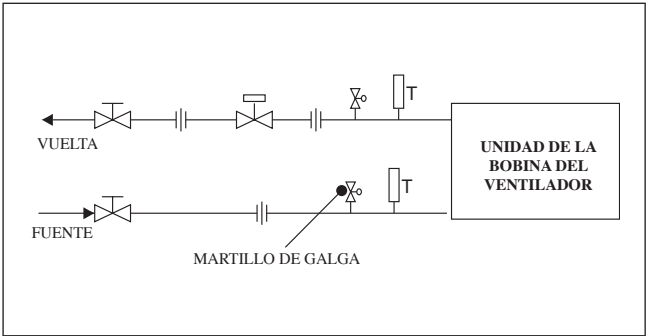 T
VUELTA
UNIDAD DE LA
BOBINA DEL
VENTILADOR
T
FUENTE
MARTILLO DE GALGA